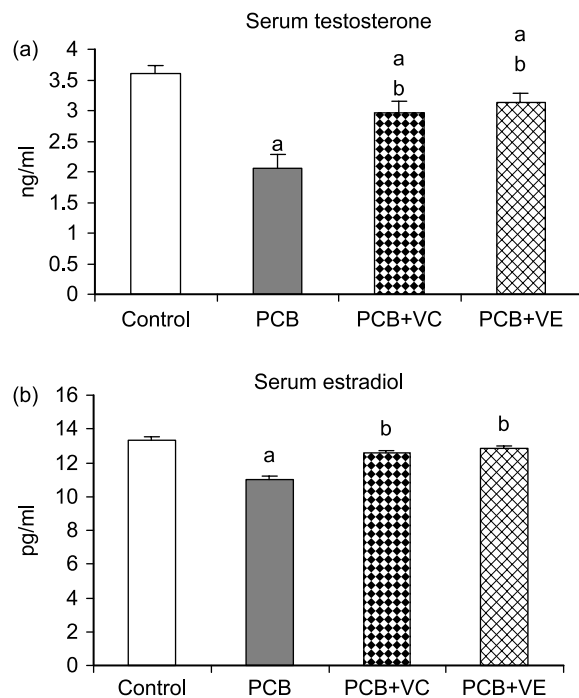 Serum testosterone
(a)
4
3.5
3
2.5
2
1.5
1
0.5
0
ng/ml
a
a
b
a
b
Control PCB PCB+VC PCB+VE
Serum estradiol
(b)
16
14
12
10
8
6
4
2
0
pg/ml
a
b
b
Control PCB PCB+VC PCB+VE